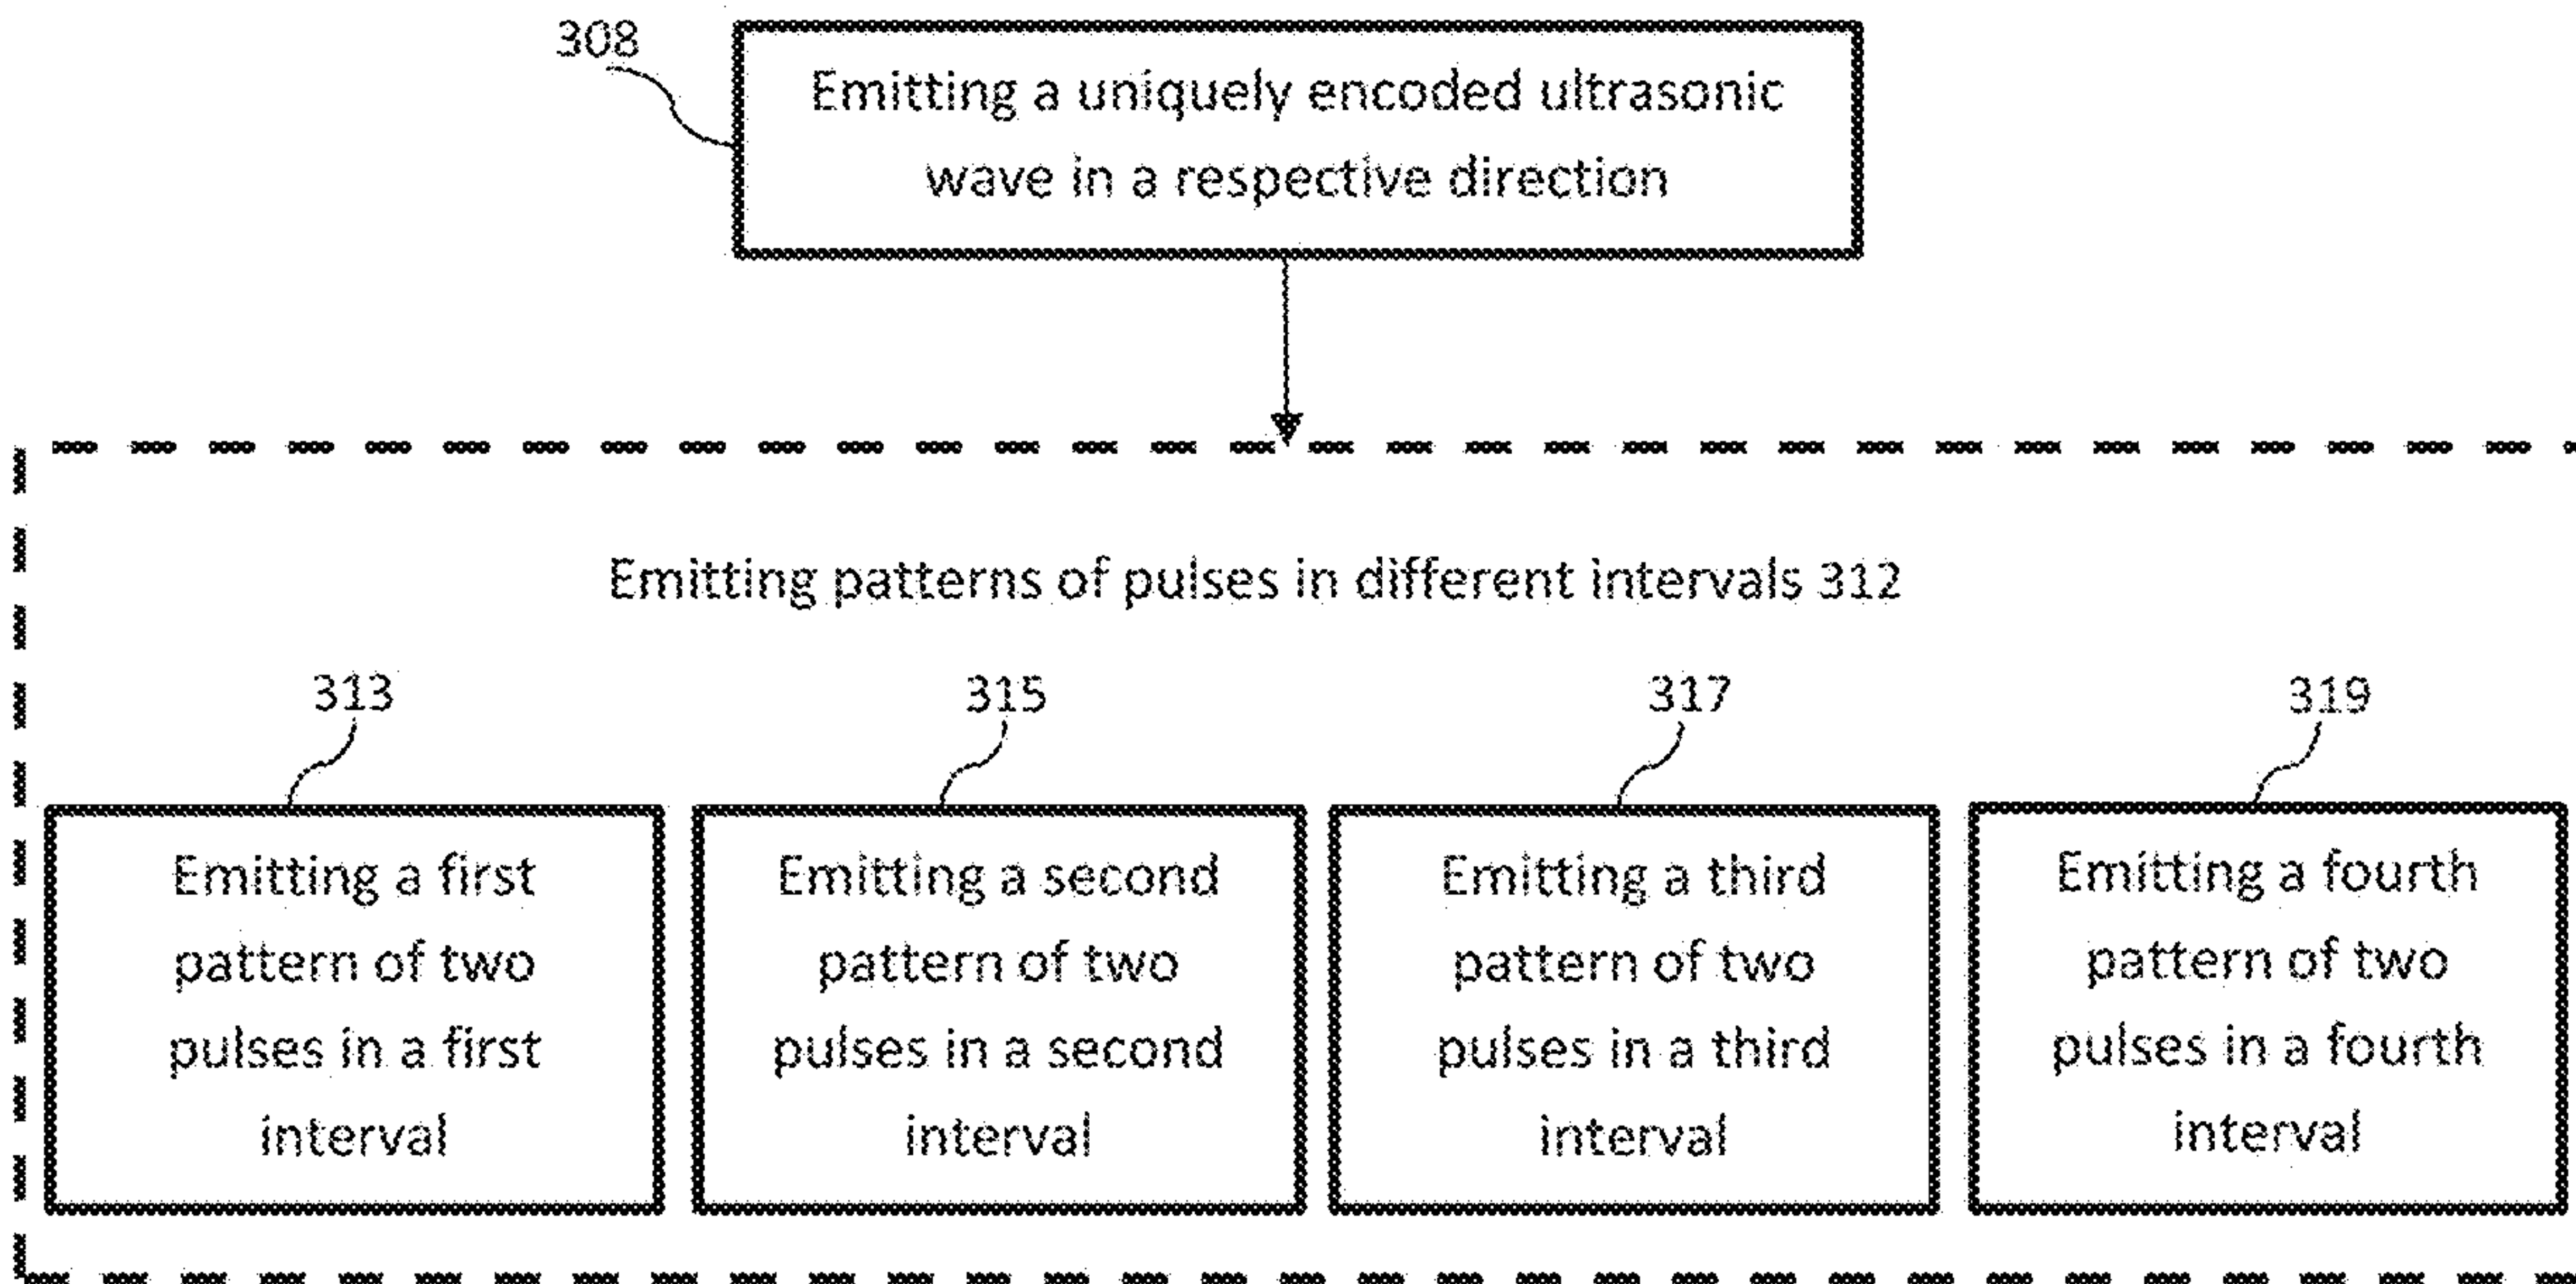 308
Emitting a uniquely encoded ultrasonic
wave in a respective direction
Emitting patterns of pulses in different intervals 312
313
Emitting a first
pattern of two
pulses in a first
interval
315
Emitting a second
pattern of two
pulses in a second
interval
317
Emitting a third
pattern of two
pulses in a third
interval
319
Emitting a fourth
pattern of two
pulses in a fourth
interval